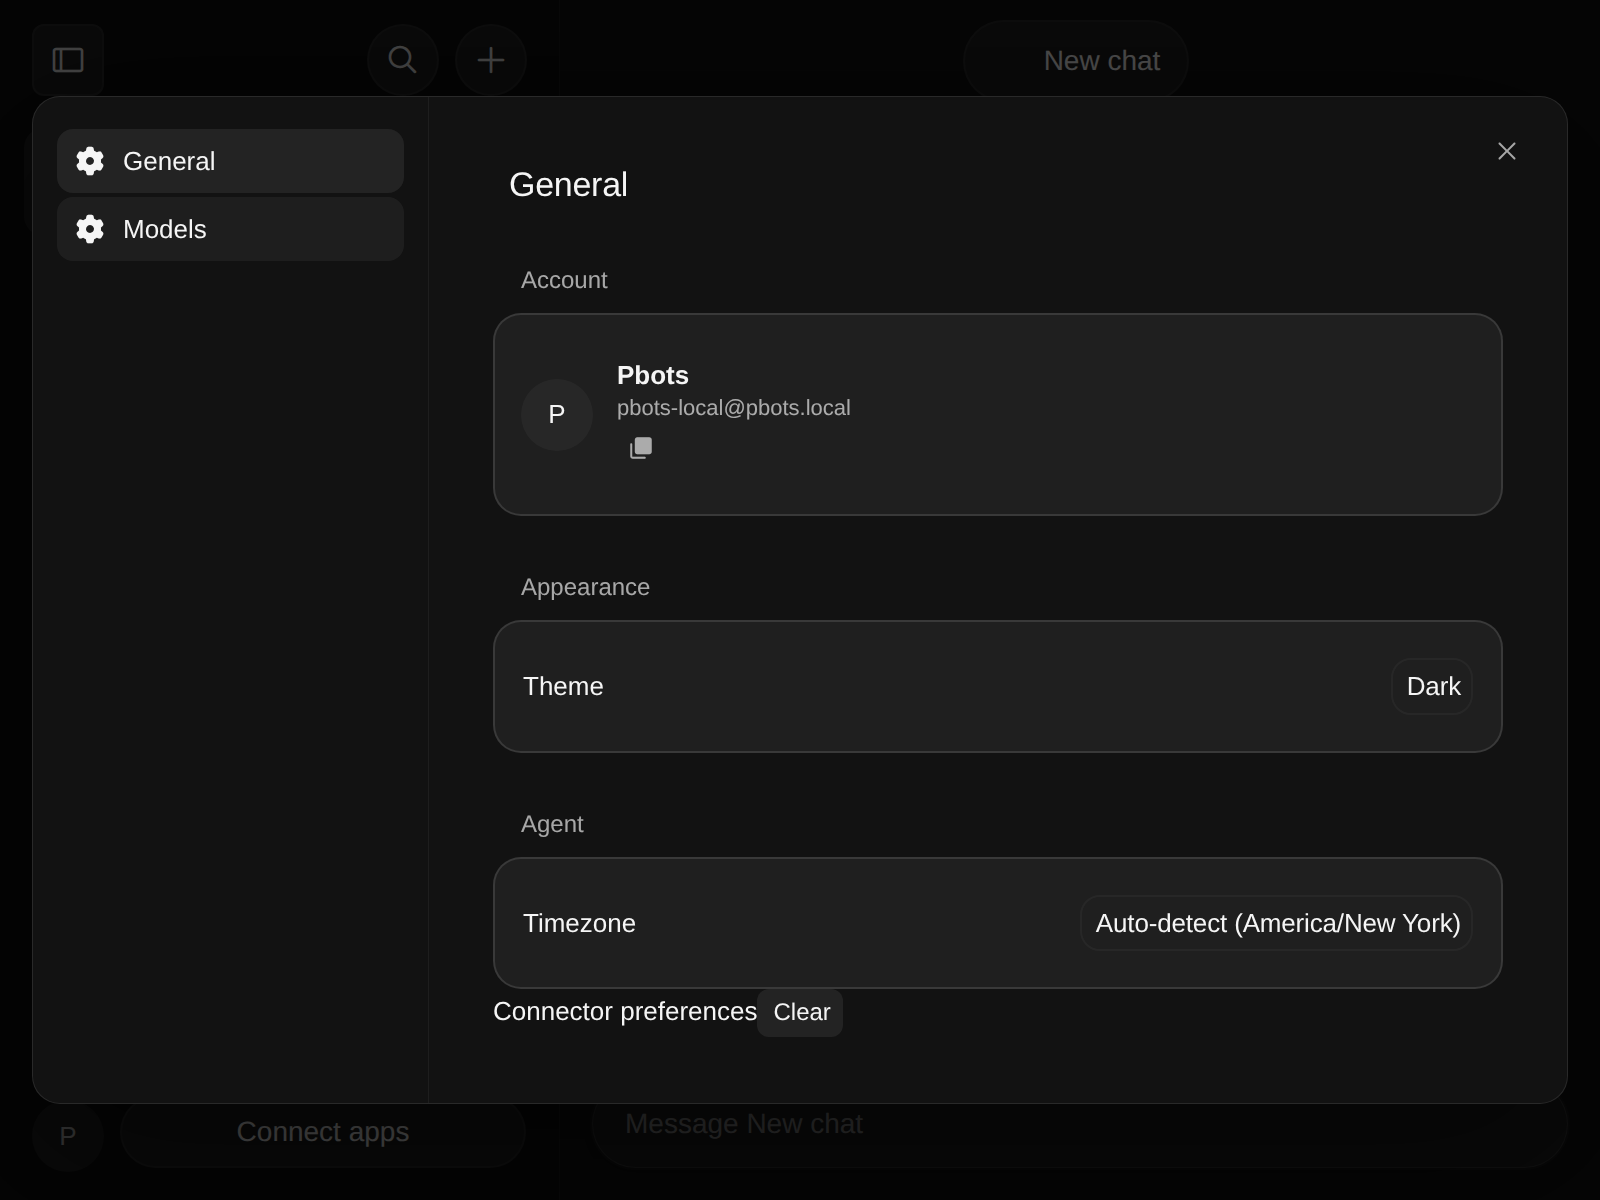 New chat
General
Models
General
Account
P
Pbots
pbots-local@pbots.local
Appearance
Theme
Dark
Agent
Timezone
Auto-detect (America/New York)
Connector preferences
Clear
P
Connect apps
Message New chat